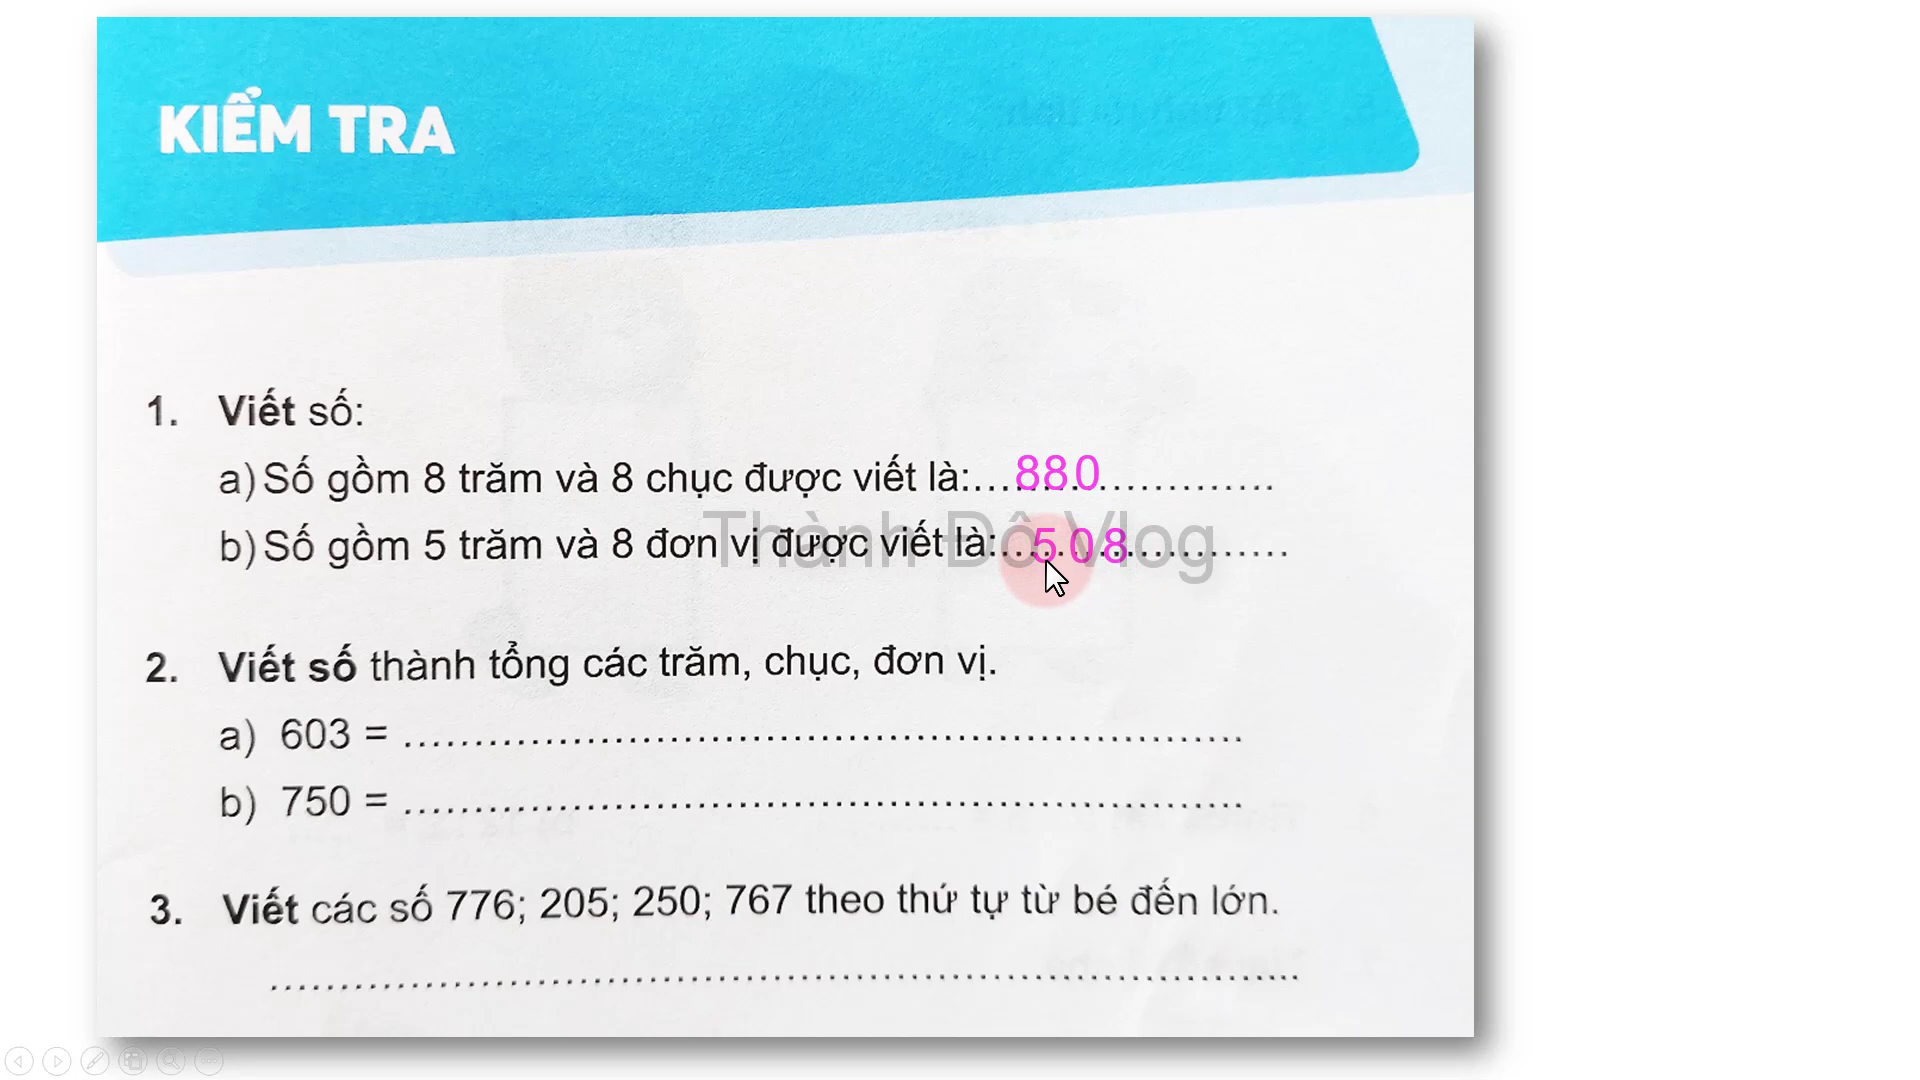 KIỂM TRA
1. Viết số:
a) Số gồm 8 trăm và 8 chục được viết là:...880......................
b) Số gồm 5 trăm và 8 đơn vị được viết là:...508......................
Thành Đô Vlog
2. Viết số thành tổng các trăm, chục, đơn vị.
a) 603 = ............................................................
b) 750 = ............................................................
3. Viết các số 776; 205; 250; 767 theo thứ tự từ bé đến lớn.
..........................................................................